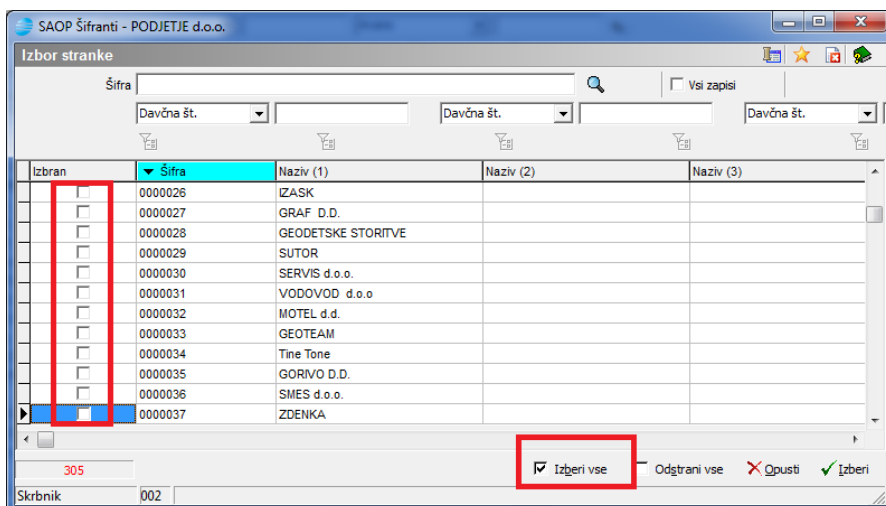 SAOP Šifranti - PODJETJE d.o.o.
Izbor stranke
Šifra Vsi zapisi
Davčna št. Davčna št. Davčna št.
Izbran Šifra Naziv (1) Naziv (2) Naziv (3)
0000026 IZASK
0000027 GRAF D.D.
0000028 GEODETSKE STORITVE
0000029 SUTOR
0000030 SERVIS d.o.o.
0000031 VODOVOD d.o.o
0000032 MOTEL d.d.
0000033 GEOTEAM
0000034 Tine Tone
0000035 GORIVO D.D.
0000036 SMES d.o.o.
0000037 ZDENKA
305 Izberi vse Odstrani vse Opusti Izberi
Skrbnik 002